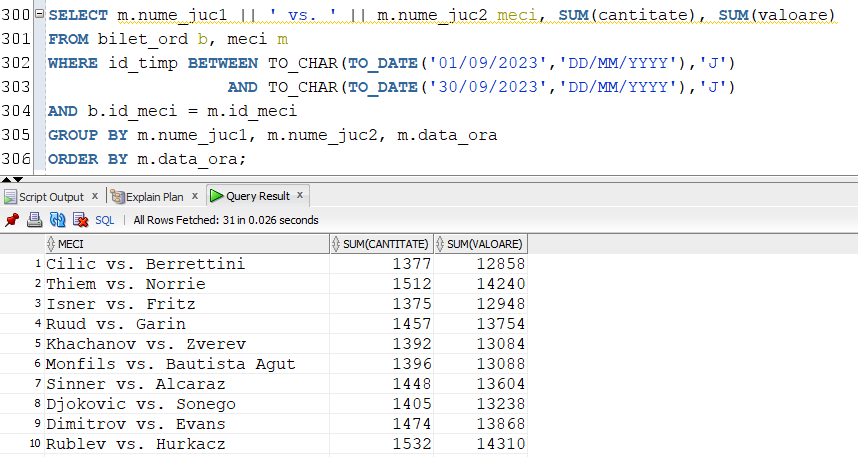 300 SELECT m.nume_juc1 || ' vs. ' || m.nume_juc2 meci, SUM(cantitate), SUM(valoare)
301 FROM bilet_ord b, meci m
302 WHERE id_timp BETWEEN TO_CHAR(TO_DATE('01/09/2023','DD/MM/YYYY'),'J')
303 AND TO_CHAR(TO_DATE('30/09/2023','DD/MM/YYYY'),'J')
304 AND b.id_meci = m.id_meci
305 GROUP BY m.nume_juc1, m.nume_juc2, m.data_ora
306 ORDER BY m.data_ora;
Script Output x Explain Plan x Query Result x
SQL | All Rows Fetched: 31 in 0.026 seconds
MECI SUM(CANTITATE) SUM(VALOARE)
1 Cilic vs. Berrettini 1377 12858
2 Thiem vs. Norrie 1512 14240
3 Isner vs. Fritz 1375 12948
4 Ruud vs. Garin 1457 13754
5 Khachanov vs. Zverev 1392 13084
6 Monfils vs. Bautista Agut 1396 13088
7 Sinner vs. Alcaraz 1448 13604
8 Djokovic vs. Sonego 1405 13238
9 Dimitrov vs. Evans 1474 13868
10 Rublev vs. Hurkacz 1532 14310